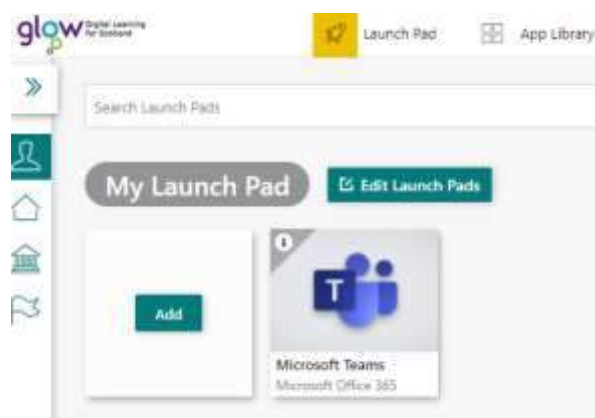 glow Digital Learning
for Scotland
Launch Pad
App Library
Search Launch Pads
My Launch Pad
Edit Launch Pads
Add
i
T
Microsoft Teams
Microsoft Office 365